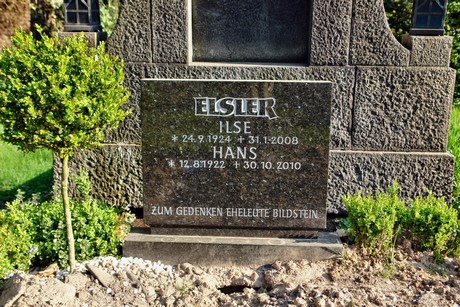 ELSLER
ILSE
* 24.9.1924 + 31.1.2008
HANS
* 12.8.1922 + 30.10.2010
ZUM GEDENKEN EHELEUTE BILDSTEIN